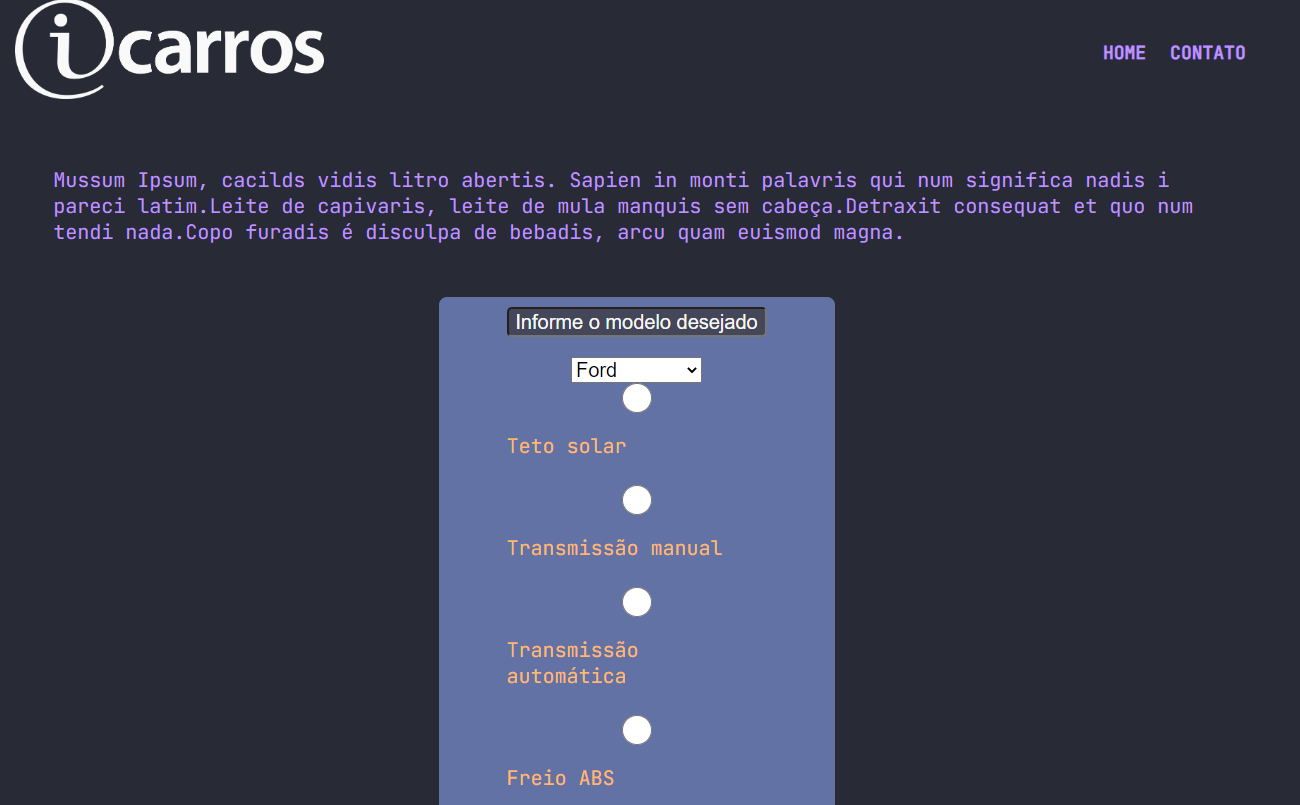 icarros
HOME CONTATO
Mussum Ipsum, cacilds vidis litro abertis. Sapien in monti palavris qui num significa nadis i
pareci latim.Leite de capivaris, leite de mula manquis sem cabeça.Detraxit consequat et quo num
tendi nada.Copo furadis é disculpa de bebadis, arcu quam euismod magna.
Informe o modelo desejado
Ford
Teto solar
Transmissão manual
Transmissão
automática
Freio ABS